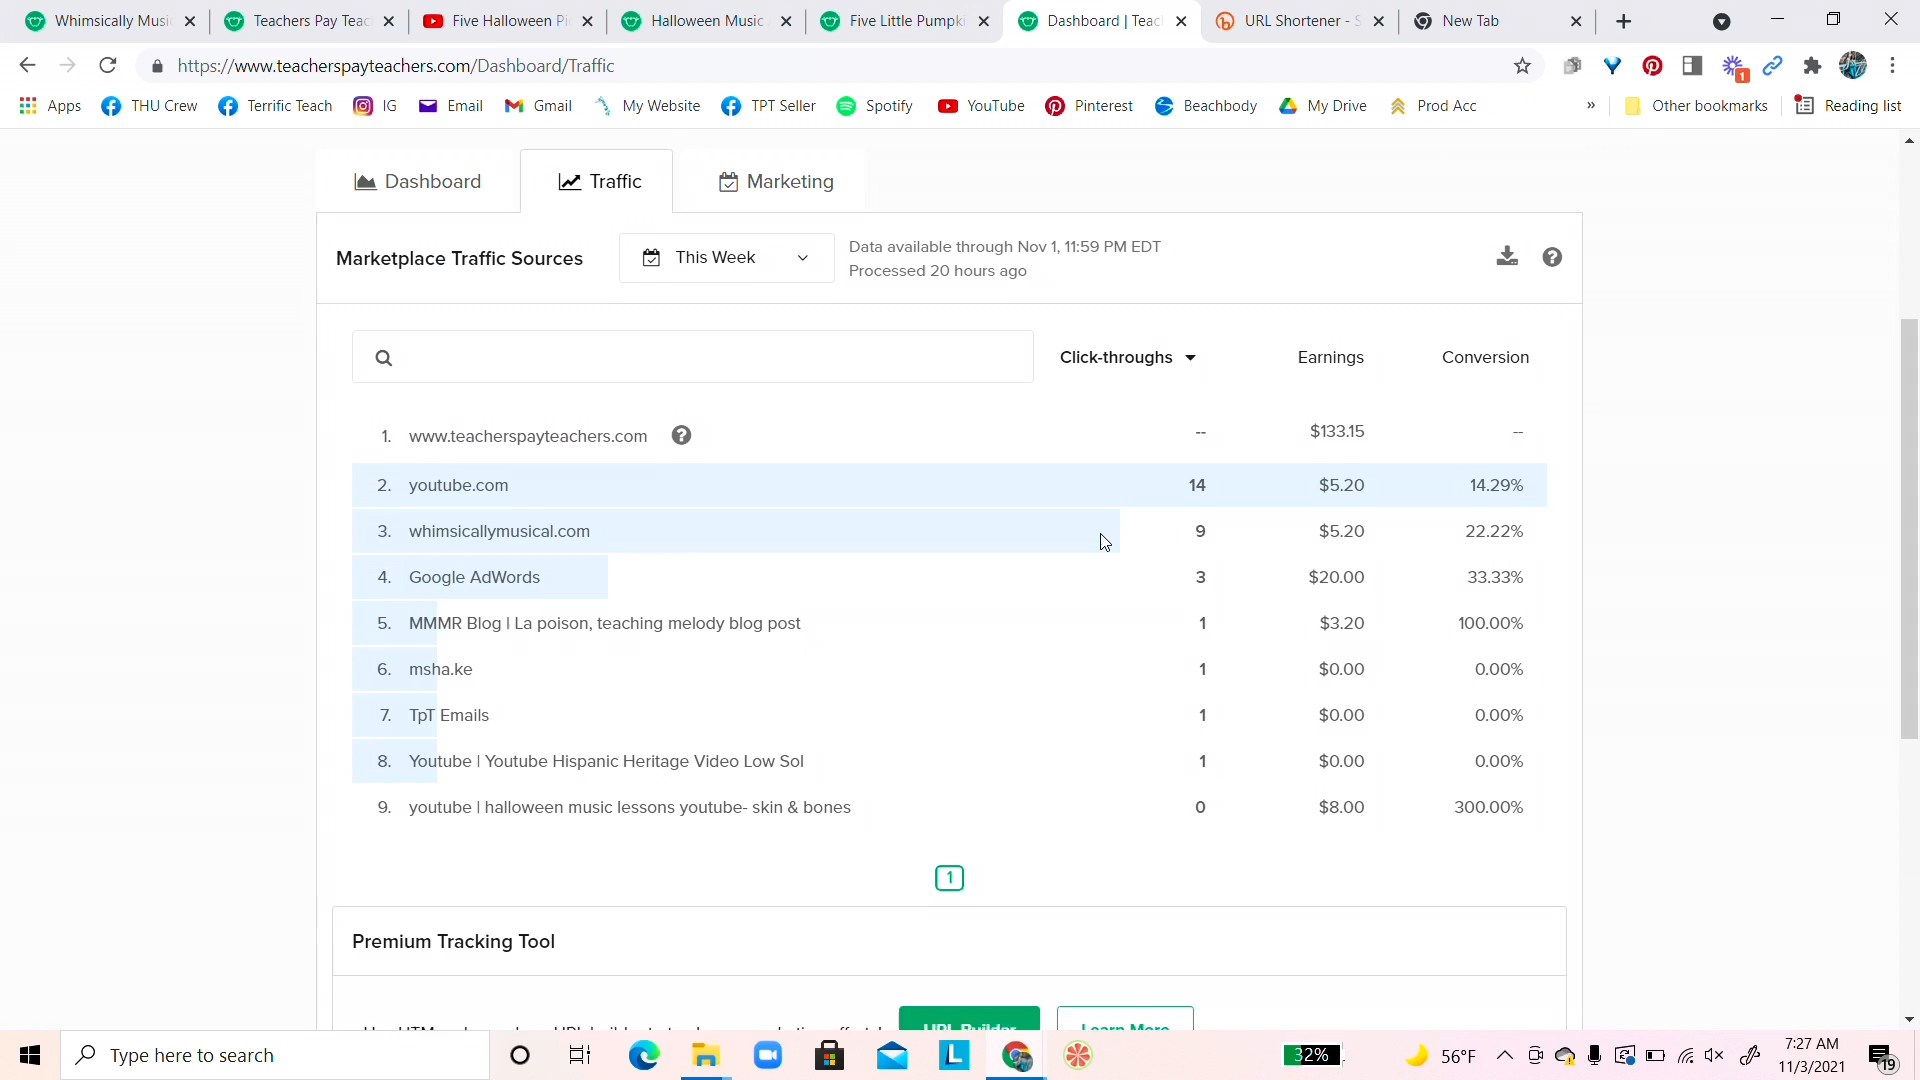 Whimsically Musi
Teachers Pay Teac
Five Halloween Pi
Halloween Music
Five Little Pumpki
Dashboard | Teac
URL Shortener - S
New Tab
https://www.teacherspayteachers.com/Dashboard/Traffic
1
Apps THU Crew Terrific Teach IG Email Gmail My Website TPT Seller Spotify YouTube Pinterest Beachbody My Drive Prod Acc » Other bookmarks Reading list
Dashboard Traffic Marketing
Marketplace Traffic Sources
This Week
Data available through Nov 1, 11:59 PM EDT
Processed 20 hours ago
Click-throughs Earnings Conversion
1. www.teacherspayteachers.com -- $133.15 --
2. youtube.com 14 $5.20 14.29%
3. whimsicallymusical.com 9 $5.20 22.22%
4. Google AdWords 3 $20.00 33.33%
5. MMMR Blog | La poison, teaching melody blog post 1 $3.20 100.00%
6. msha.ke 1 $0.00 0.00%
7. TpT Emails 1 $0.00 0.00%
8. Youtube | Youtube Hispanic Heritage Video Low Sol 1 $0.00 0.00%
9. youtube | halloween music lessons youtube- skin & bones 0 $8.00 300.00%
1
Premium Tracking Tool
URL Builder Learn More
Type here to search
32%
56°F
7:27 AM
11/3/2021
19